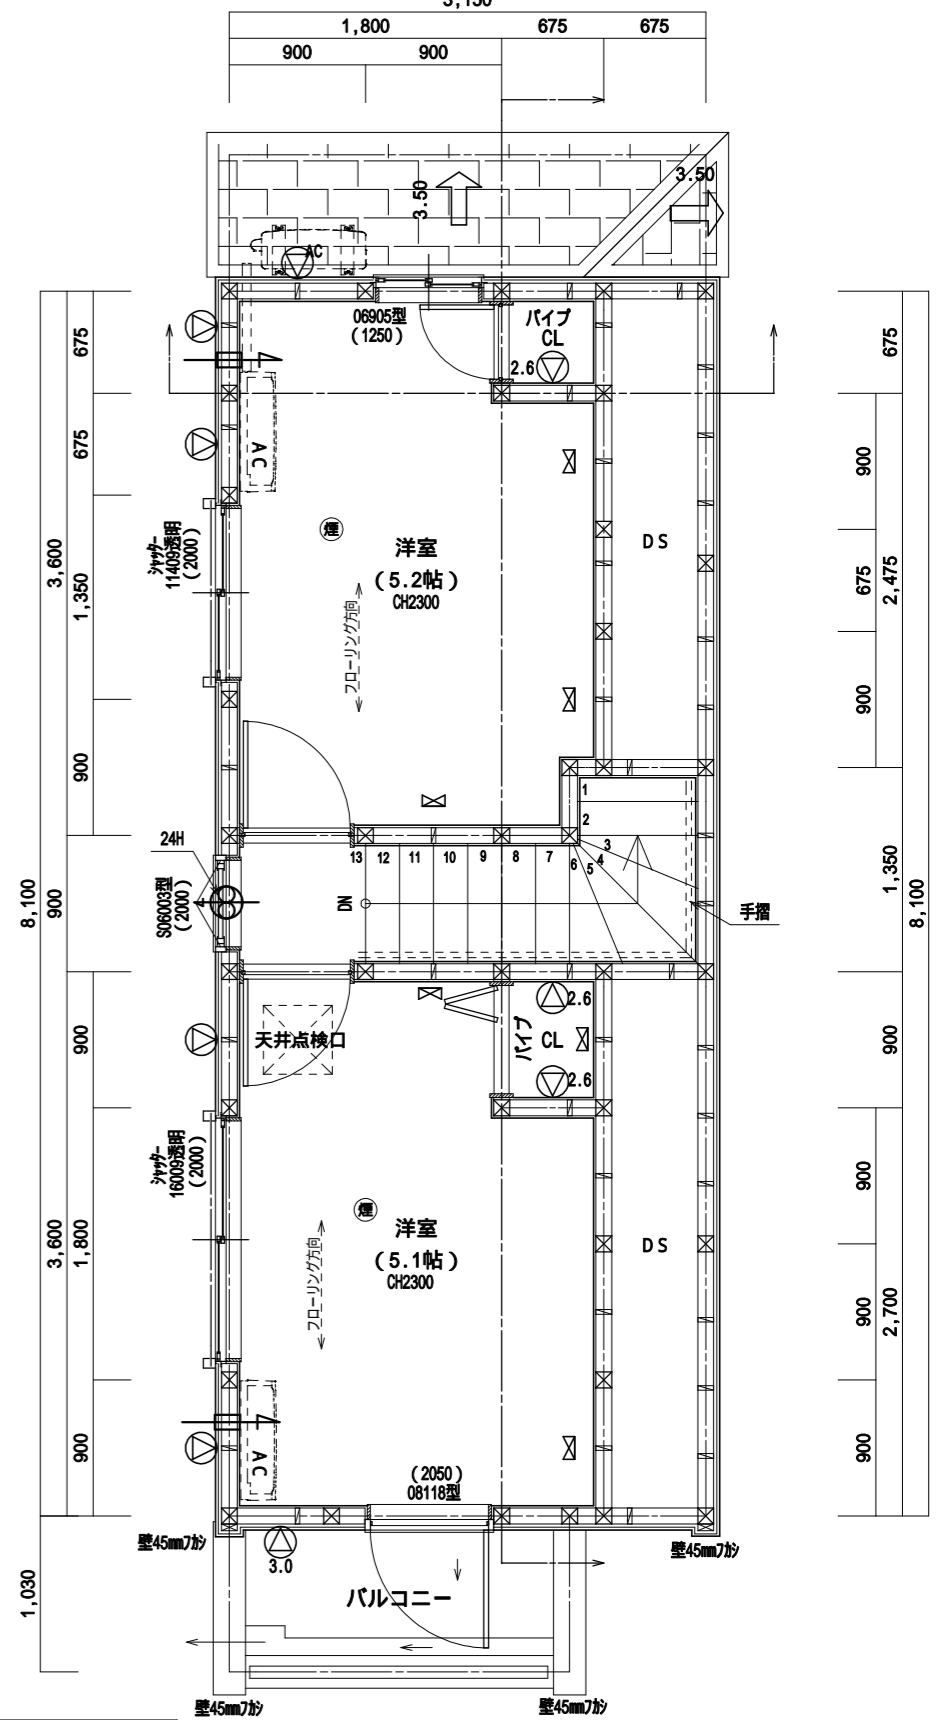 3,150
1,800
675
675
900
900
3.50
3.50
AC
06905型
(1250)
パイプ
CL
2.6
675
675
3,600
1,350
900
8,100
900
900
3,600
1,800
900
1,030
675
900
675
2,475
900
1,350
8,100
900
900
900
2,700
900
AC
煙
洋室
(5.2帖)
CH2300
フローリング方向
DS
シャッター
11409透明
(2000)
24H
S06003型
(2000)
1
2
3
4
5
6
7
8
9
10
11
12
13
DN
手摺
天井点検口
パイプ
CL
2.6
2.6
シャッター
16009透明
(2000)
煙
洋室
(5.1帖)
CH2300
フローリング方向
DS
AC
(2050)
08118型
壁45mmフカシ
壁45mmフカシ
3.0
バルコニー
壁45mmフカシ
壁45mmフカシ